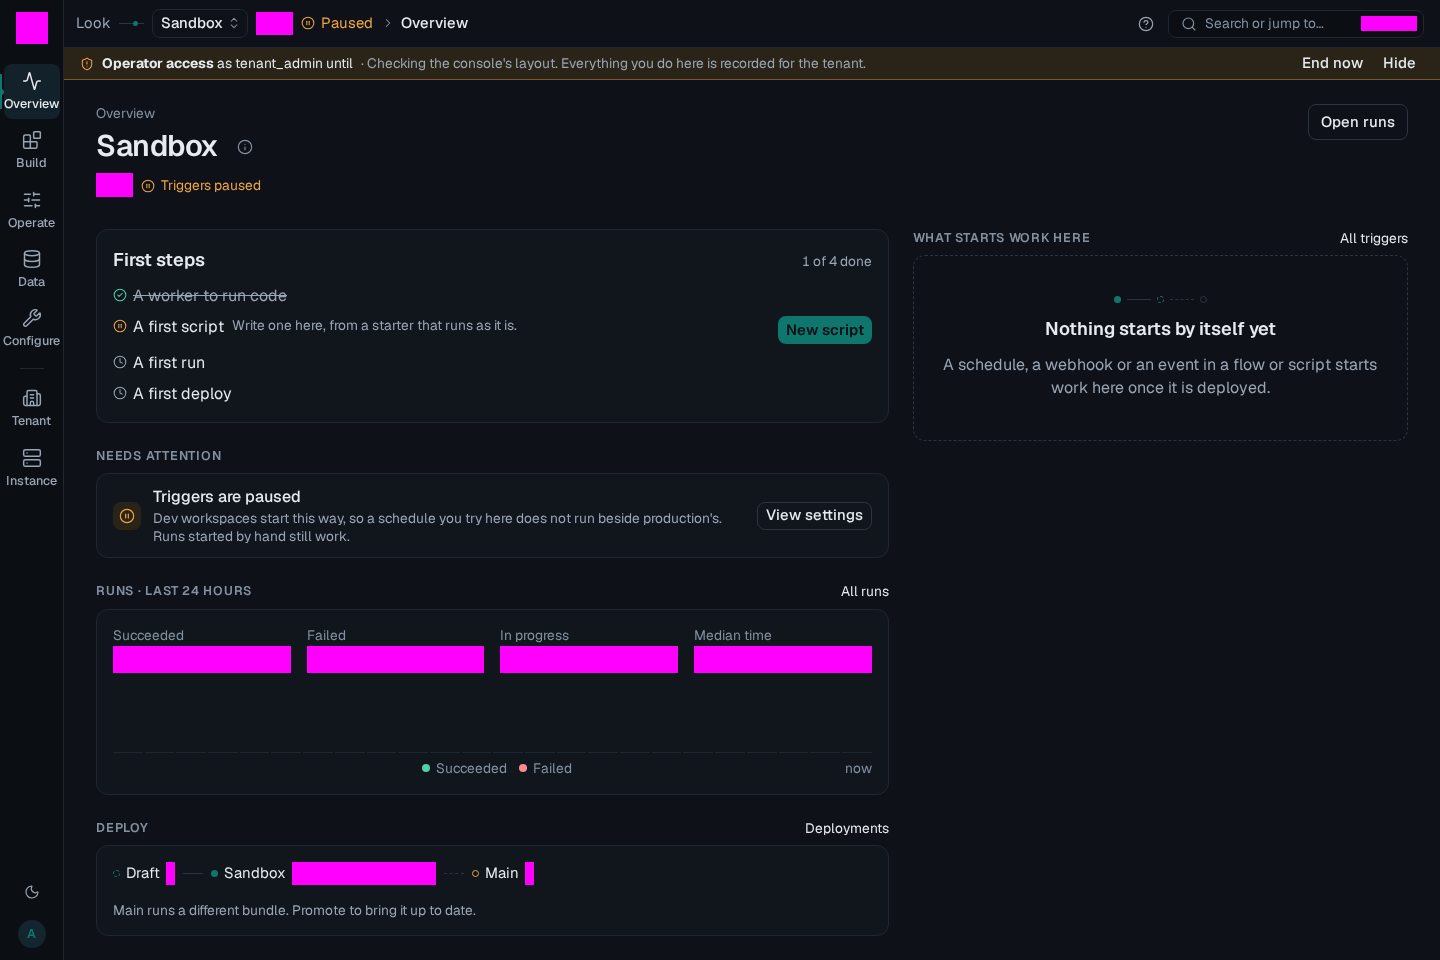 Look
Sandbox
Paused
Overview
Search or jump to...
Operator access as tenant_admin until · Checking the console's layout. Everything you do here is recorded for the tenant.
End now
Hide
Overview
Build
Operate
Data
Configure
Tenant
Instance
A
Overview
Sandbox
Open runs
Triggers paused
First steps
1 of 4 done
A worker to run code
A first script Write one here, from a starter that runs as it is.
New script
A first run
A first deploy
NEEDS ATTENTION
Triggers are paused
Dev workspaces start this way, so a schedule you try here does not run beside production's.
Runs started by hand still work.
View settings
RUNS · LAST 24 HOURS
All runs
Succeeded
Failed
In progress
Median time
Succeeded
Failed
now
DEPLOY
Deployments
Draft
Sandbox
Main
Main runs a different bundle. Promote to bring it up to date.
WHAT STARTS WORK HERE
All triggers
Nothing starts by itself yet
A schedule, a webhook or an event in a flow or script starts
work here once it is deployed.